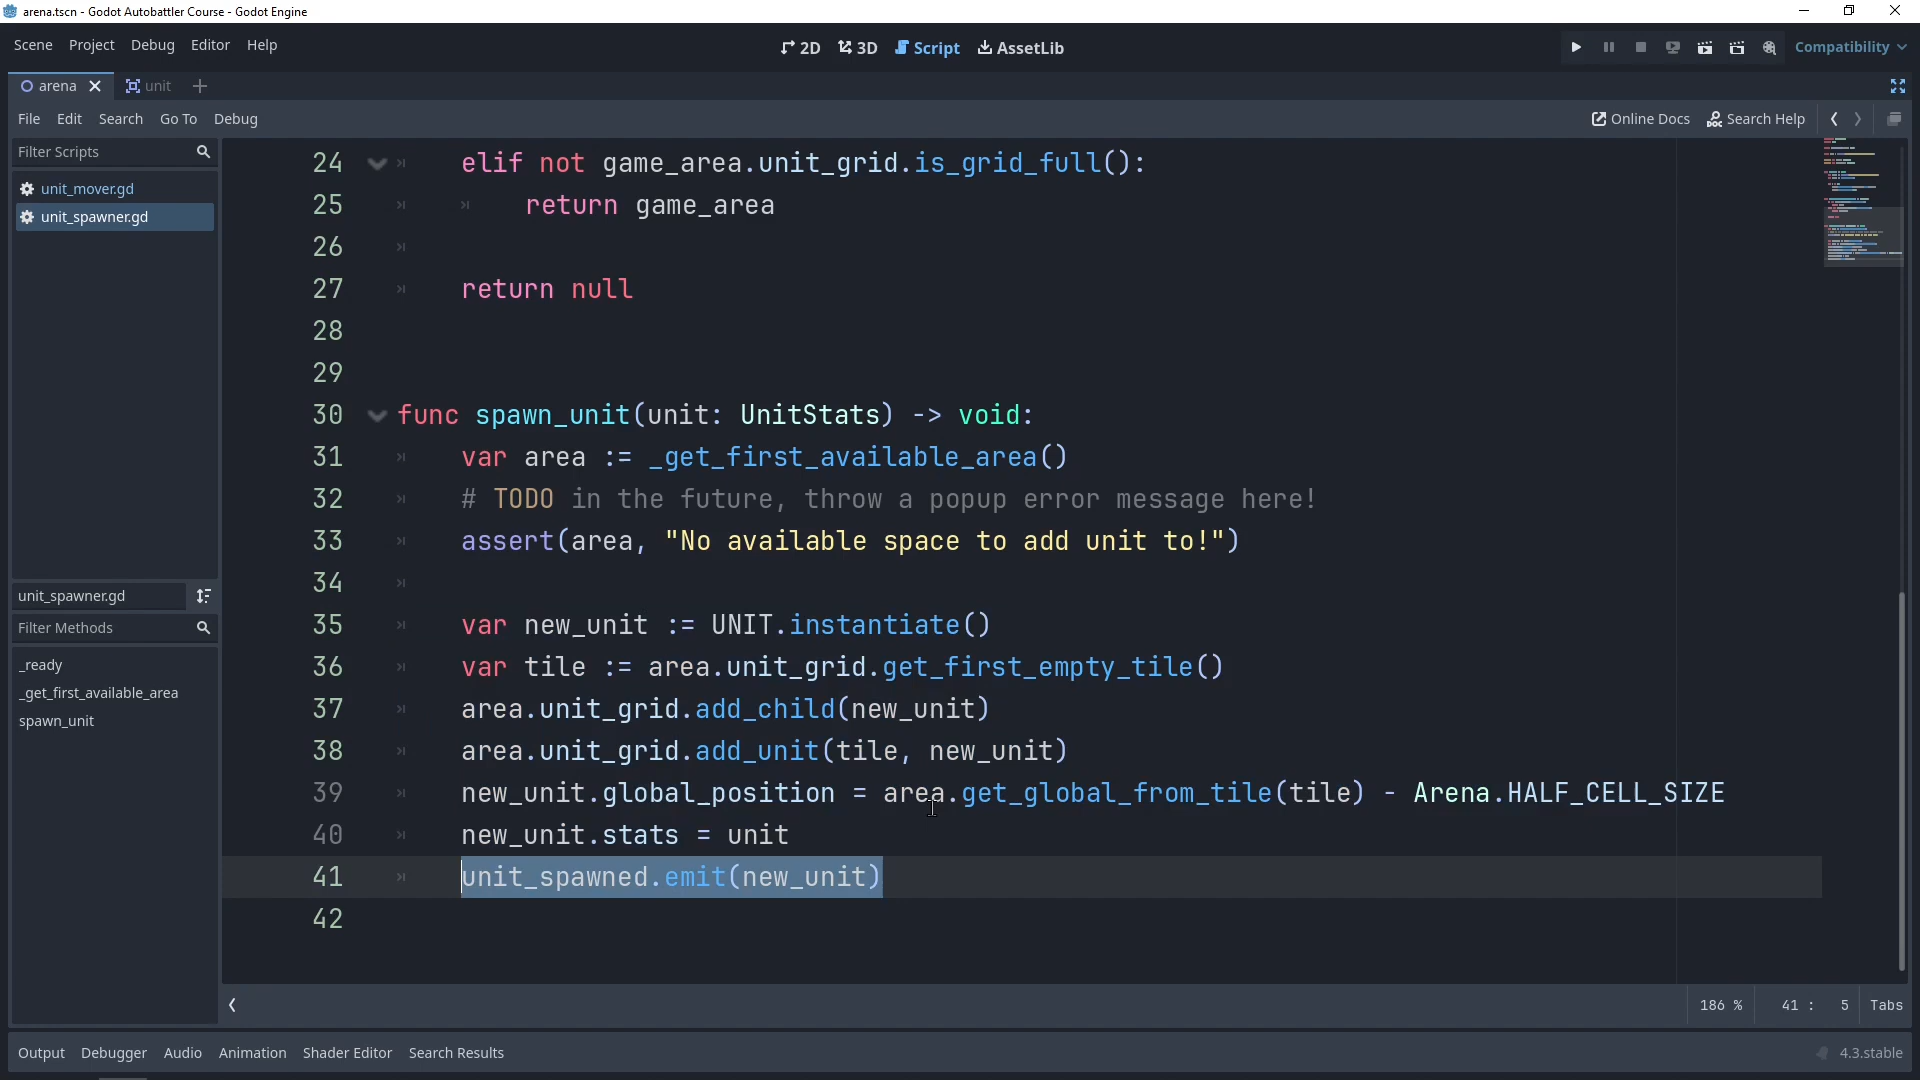 arena.tscn - Godot Autobattler Course - Godot Engine
Scene Project Debug Editor Help
2D 3D Script AssetLib
Compatibility
arena unit
File Edit Search Go To Debug
Online Docs Search Help
Filter Scripts
unit_mover.gd
unit_spawner.gd
unit_spawner.gd
Filter Methods
_ready
_get_first_available_area
spawn_unit
24 elif not game_area.unit_grid.is_grid_full():
25 return game_area
26
27 return null
28
29
30 func spawn_unit(unit: UnitStats) -> void:
31 var area := _get_first_available_area()
32 # TODO in the future, throw a popup error message here!
33 assert(area, "No available space to add unit to!")
34
35 var new_unit := UNIT.instantiate()
36 var tile := area.unit_grid.get_first_empty_tile()
37 area.unit_grid.add_child(new_unit)
38 area.unit_grid.add_unit(tile, new_unit)
39 new_unit.global_position = area.get_global_from_tile(tile) - Arena.HALF_CELL_SIZE
40 new_unit.stats = unit
41 unit_spawned.emit(new_unit)
42
186 % 41 : 5 Tabs
Output Debugger Audio Animation Shader Editor Search Results
4.3.stable